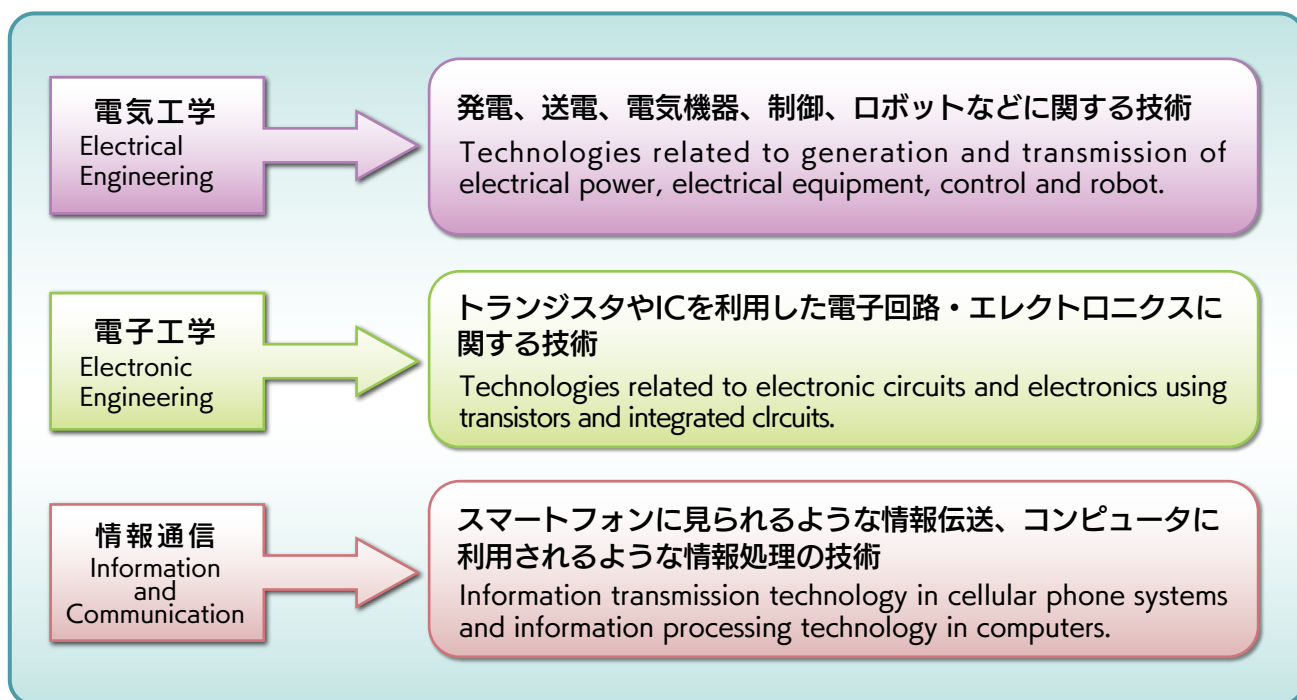 電気工学
Electrical
Engineering
発電、送電、電気機器、制御、ロボットなどに関する技術
Technologies related to generation and transmission of
electrical power, electrical equipment, control and robot.
電子工学
Electronic
Engineering
トランジスタやICを利用した電子回路・エレクトロニクスに
関する技術
Technologies related to electronic circuits and electronics using
transistors and integrated clrcuits.
情報通信
Information
and
Communication
スマートフォンに見られるような情報伝送、コンピュータに
利用されるような情報処理の技術
Information transmission technology in cellular phone systems
and information processing technology in computers.